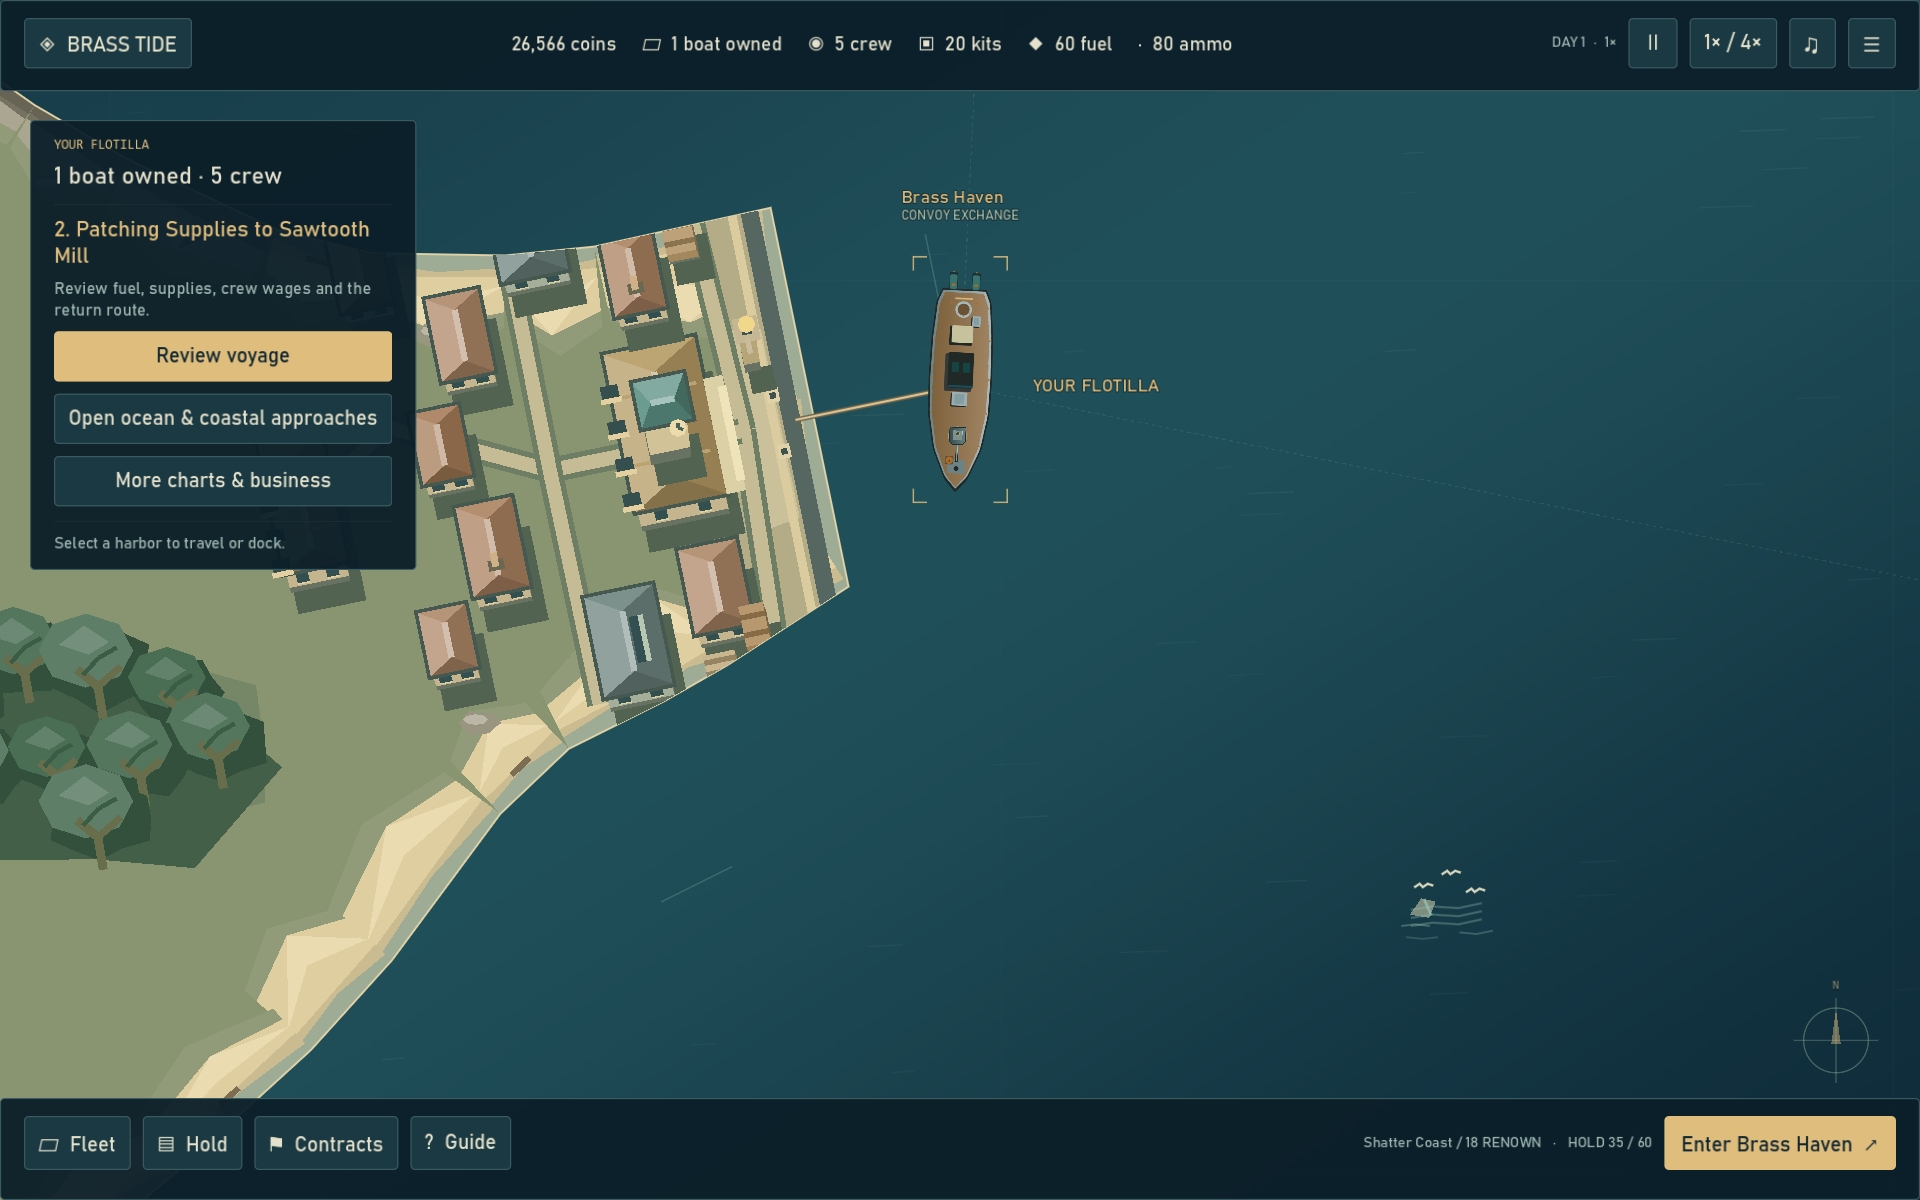 BRASS TIDE
26,566 coins
1 boat owned
5 crew
20 kits
60 fuel
· 80 ammo
DAY 1 · 1×
1× / 4×
YOUR FLOTILLA
1 boat owned · 5 crew
2. Patching Supplies to Sawtooth
Mill
Review fuel, supplies, crew wages and the
return route.
Review voyage
Open ocean & coastal approaches
More charts & business
Select a harbor to travel or dock.
Brass Haven
CONVOY EXCHANGE
YOUR FLOTILLA
N
Fleet
Hold
Contracts
? Guide
Shatter Coast / 18 RENOWN · HOLD 35 / 60
Enter Brass Haven ↗